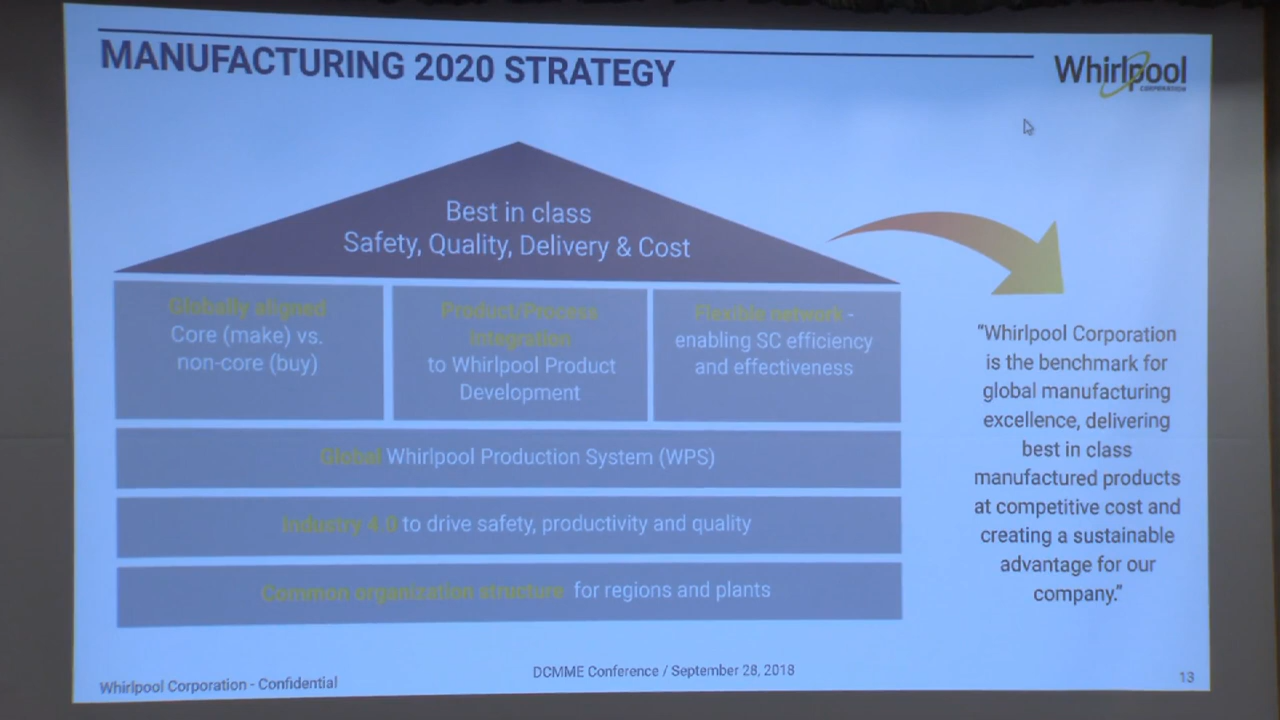 MANUFACTURING 2020 STRATEGY
Whirlpool
CORPORATION
Best in class
Safety, Quality, Delivery & Cost
Globally aligned
Core (make) vs.
non-core (buy)
Product/Process
integration
to Whirlpool Product
Development
Flexible network -
enabling SC efficiency
and effectiveness
Global Whirlpool Production System (WPS)
Industry 4.0 to drive safety, productivity and quality
Common organization structure for regions and plants
"Whirlpool Corporation
is the benchmark for
global manufacturing
excellence, delivering
best in class
manufactured products
at competitive cost and
creating a sustainable
advantage for our
company."
Whirlpool Corporation - Confidential
DCMME Conference / September 28, 2018
13